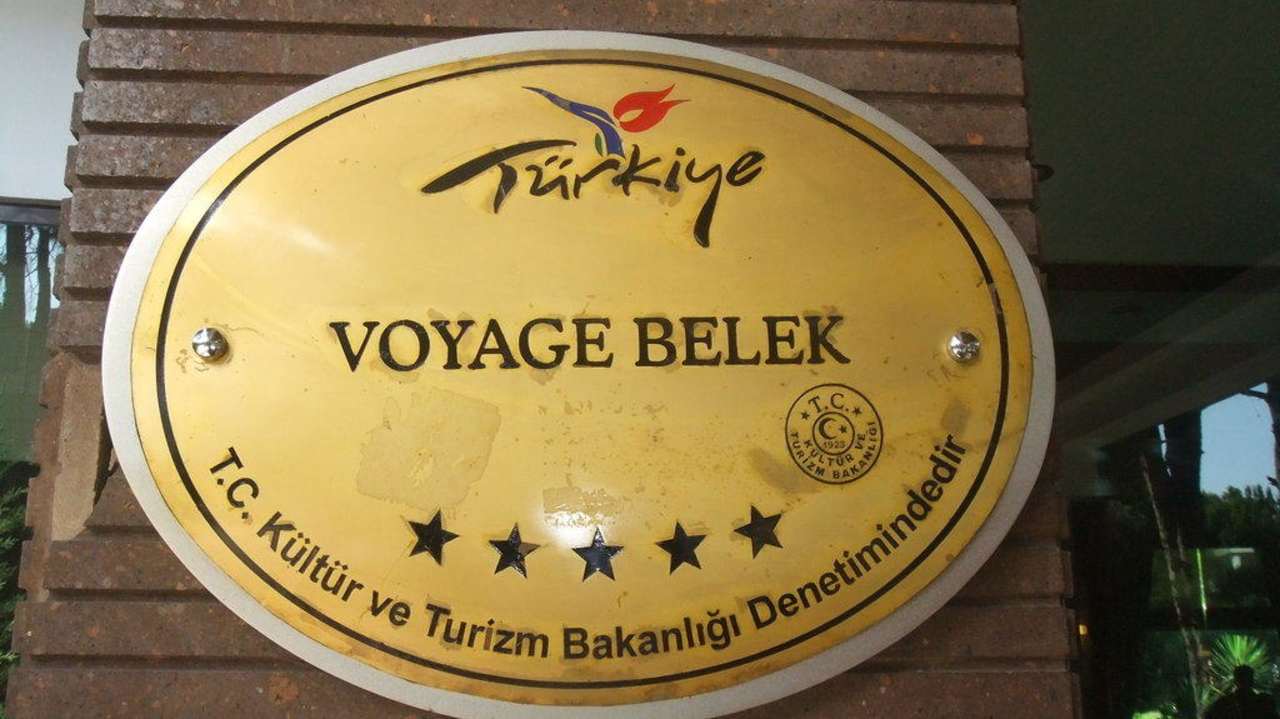 Türkiye
VOYAGE BELEK
T.C.
1923
KÜLTÜR VE
TURİZM BAKANLIĞI
T.C. Kültür ve Turizm Bakanlığı Denetimindedir